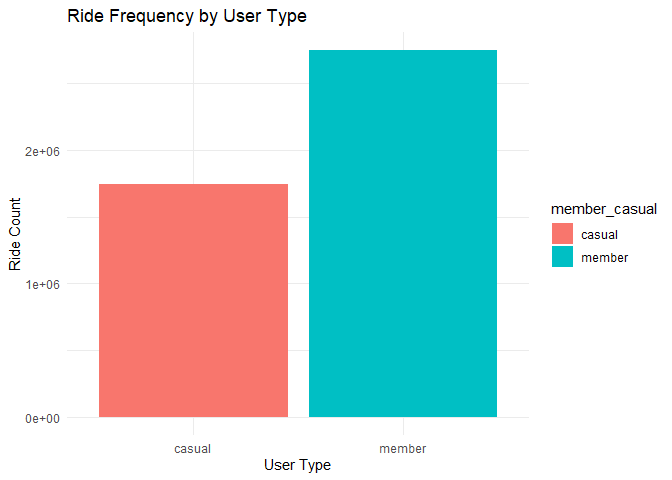 Ride Frequency by User Type
2e+06
1e+06
0e+00
Ride Count
casual
member
User Type
member_casual
casual
member